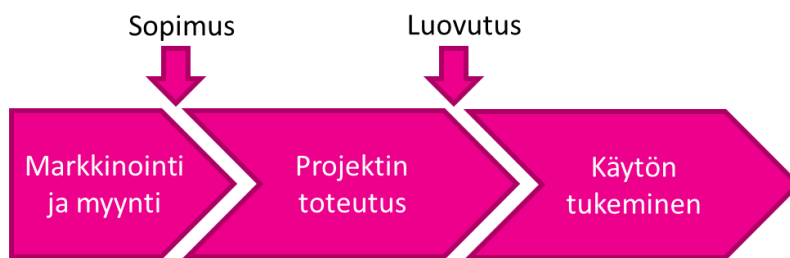 Sopimus
Luovutus
Markkinointi
ja myynti
Projektin
toteutus
Käytön
tukeminen